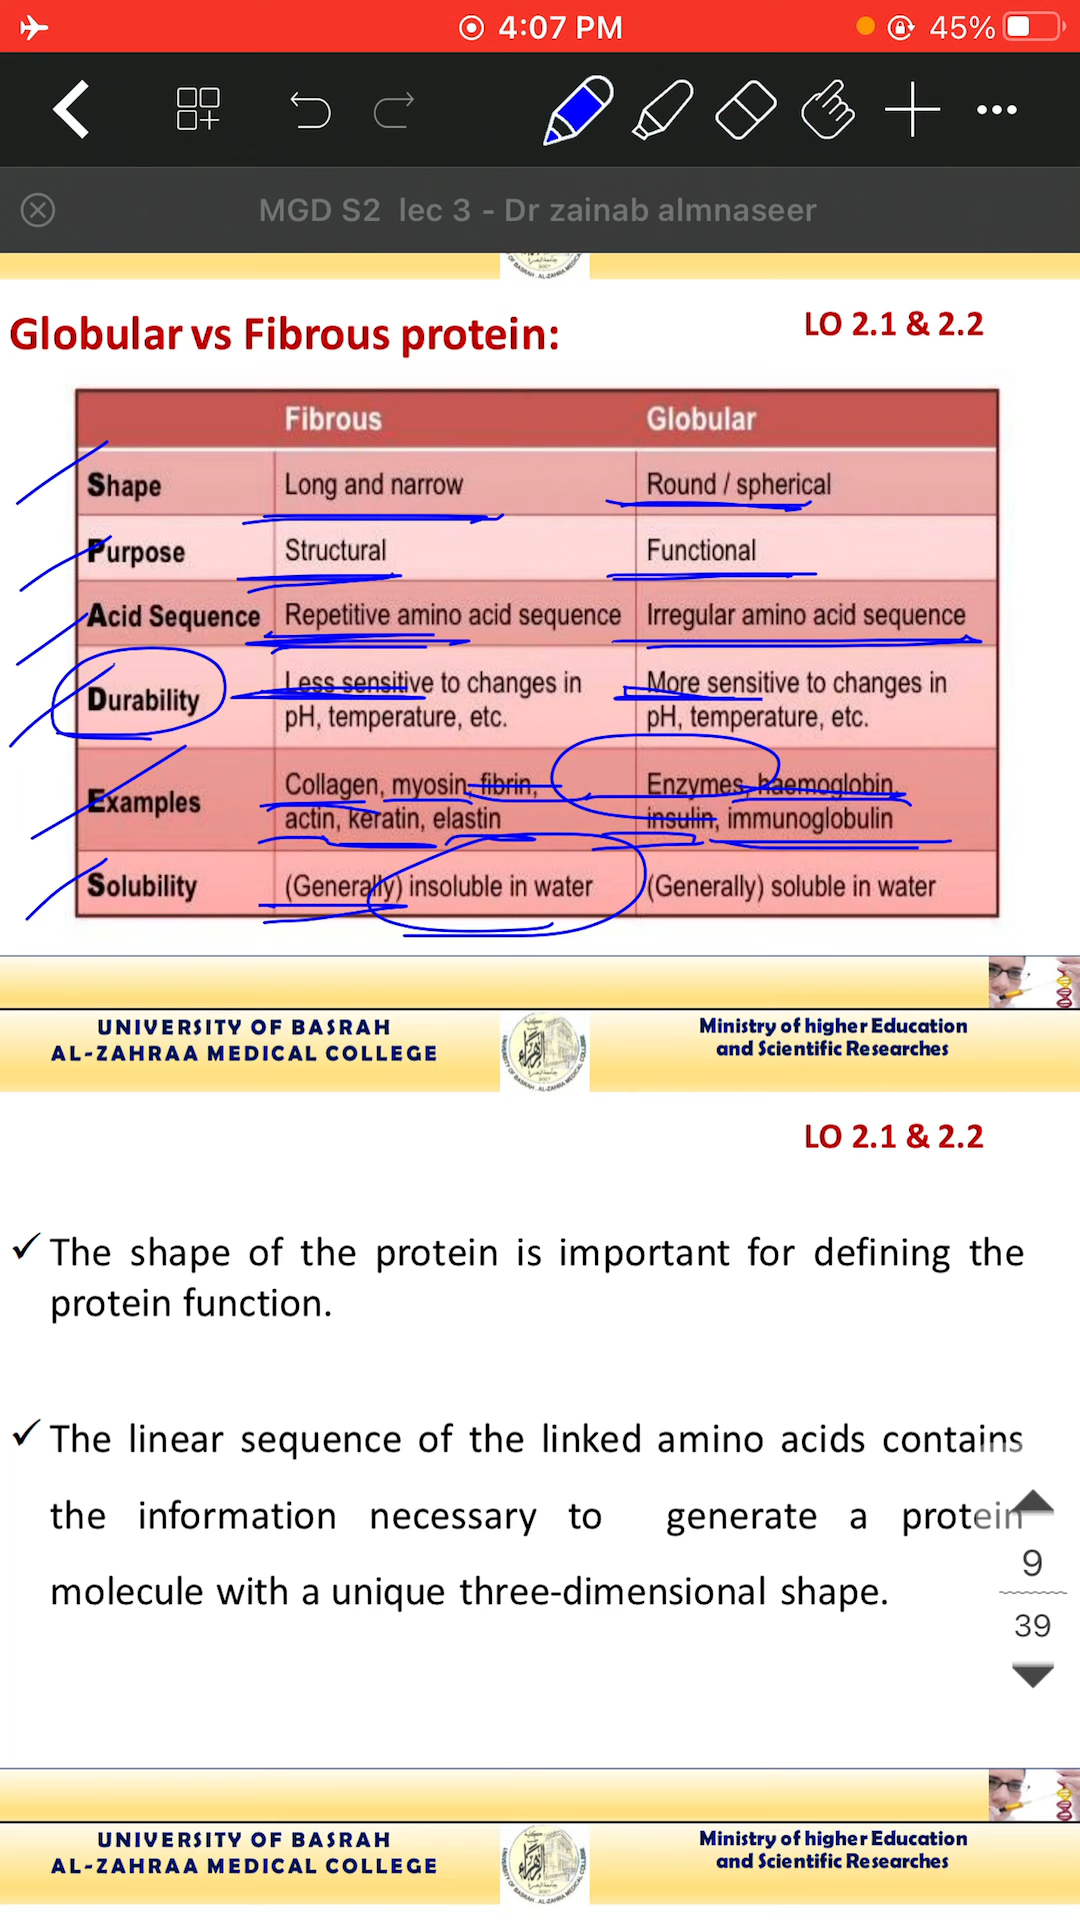 4:07 PM
45%
MGD S2 lec 3 - Dr zainab almnaseer
Globular vs Fibrous protein:
LO 2.1 & 2.2
Fibrous Globular
Shape Long and narrow Round / spherical
Purpose Structural Functional
Acid Sequence Repetitive amino acid sequence Irregular amino acid sequence
Durability Less sensitive to changes in pH, temperature, etc. More sensitive to changes in pH, temperature, etc.
Examples Collagen, myosin, fibrin, actin, keratin, elastin Enzymes, haemoglobin, insulin, immunoglobulin
Solubility (Generally) insoluble in water (Generally) soluble in water
UNIVERSITY OF BASRAH
AL-ZAHRAA MEDICAL COLLEGE
Ministry of higher Education
and Scientific Researches
LO 2.1 & 2.2
✓ The shape of the protein is important for defining the
protein function.
✓ The linear sequence of the linked amino acids contains
the information necessary to generate a protein
molecule with a unique three-dimensional shape.
9
39
UNIVERSITY OF BASRAH
AL-ZAHRAA MEDICAL COLLEGE
Ministry of higher Education
and Scientific Researches